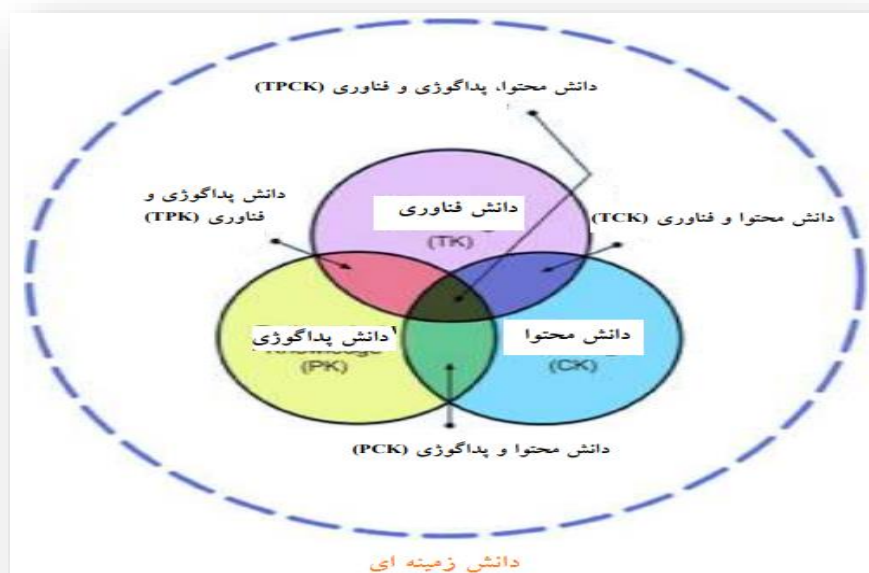 دانش محتوا، پداگوژی و فناوری (TPCK)
دانش پداگوژی و
فناوری (TPK)
دانش فناوری
(TK)
دانش محتوا و فناوری (TCK)
دانش پداگوژی
(PK)
دانش محتوا
(CK)
دانش محتوا و پداگوژی (PCK)
دانش زمینه ای